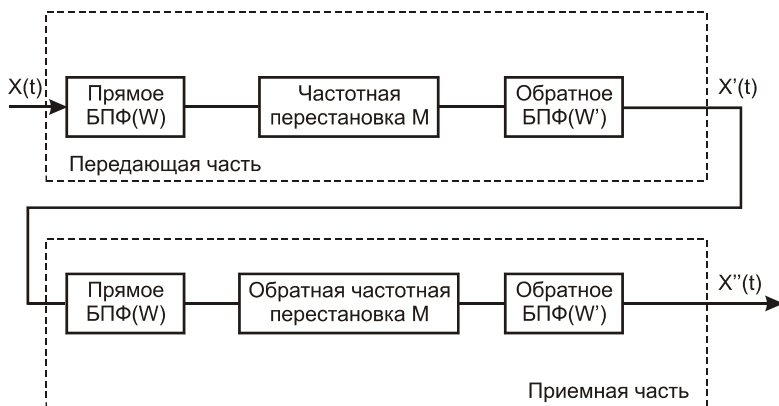 X(t)
Прямое
БПФ(W)
Частотная
перестановка M
Обратное
БПФ(W')
X'(t)
Передающая часть
Прямое
БПФ(W)
Обратная частотная
перестановка M
Обратное
БПФ(W')
X''(t)
Приемная часть